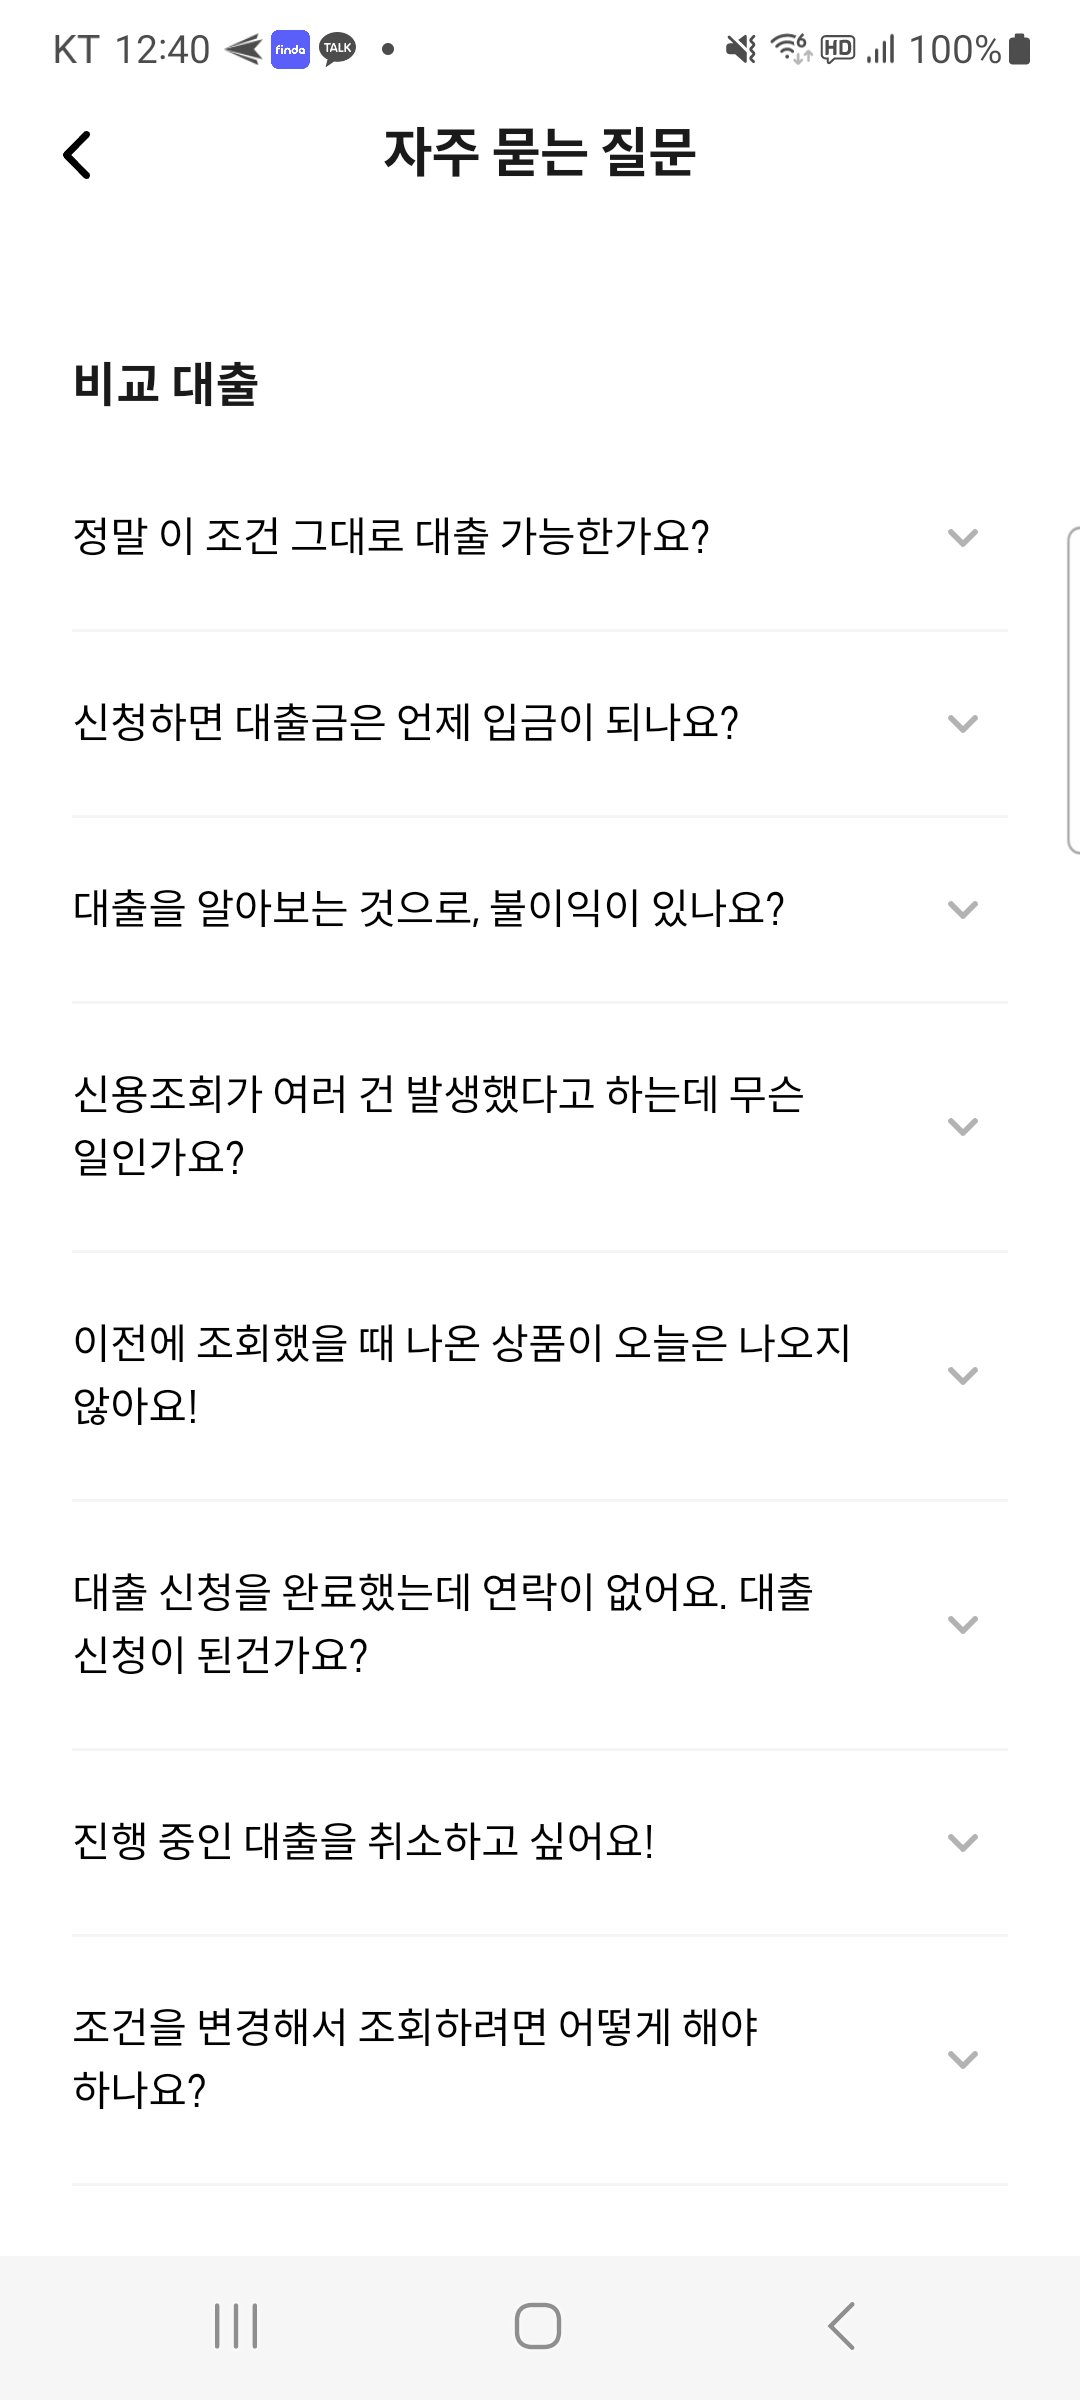 KT 12:40 finda TALK HD 100%
자주 묻는 질문
비교 대출
정말 이 조건 그대로 대출 가능한가요?
신청하면 대출금은 언제 입금이 되나요?
대출을 알아보는 것으로, 불이익이 있나요?
신용조회가 여러 건 발생했다고 하는데 무슨
일인가요?
이전에 조회했을 때 나온 상품이 오늘은 나오지
않아요!
대출 신청을 완료했는데 연락이 없어요. 대출
신청이 된건가요?
진행 중인 대출을 취소하고 싶어요!
조건을 변경해서 조회하려면 어떻게 해야
하나요?